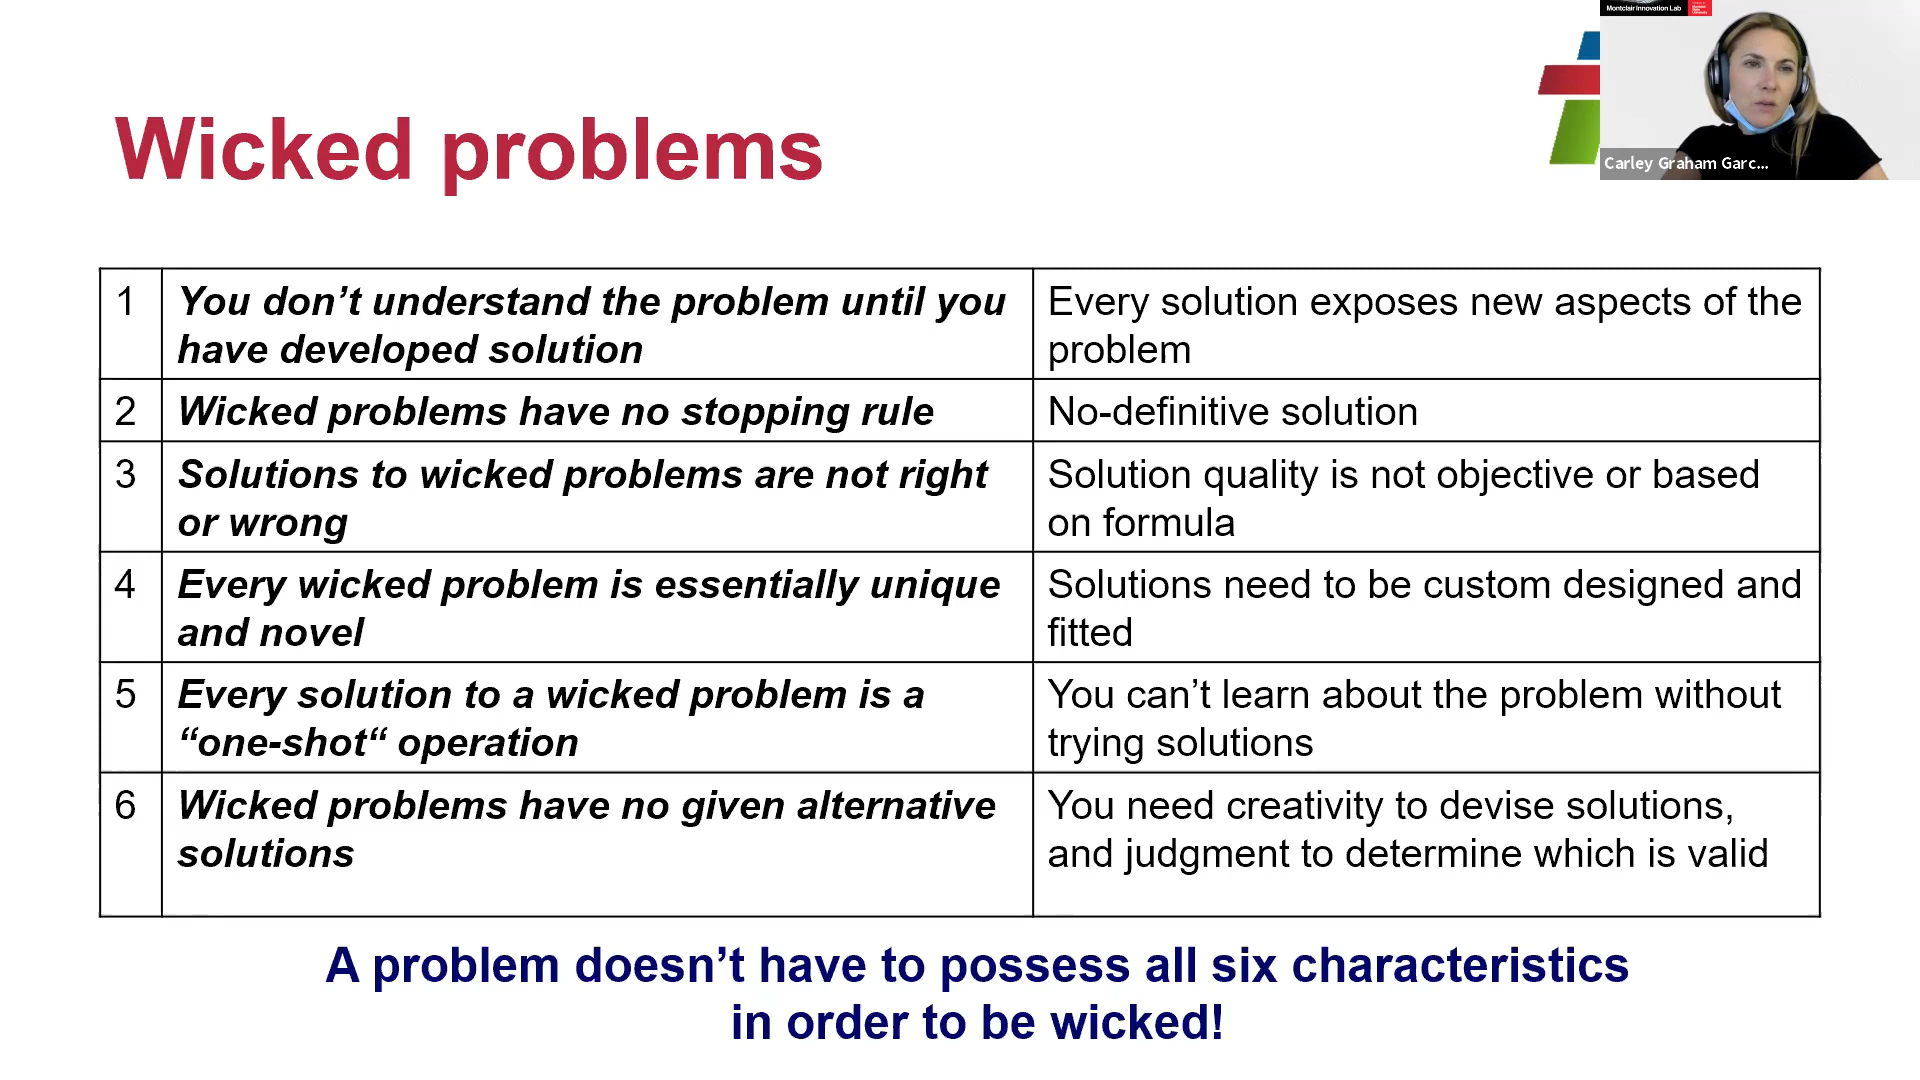 Montclair Innovation Lab
Carley Graham Garc...
Wicked problems
1
You don’t understand the problem until you
have developed solution
Every solution exposes new aspects of the
problem
2
Wicked problems have no stopping rule
No-definitive solution
3
Solutions to wicked problems are not right
or wrong
Solution quality is not objective or based
on formula
4
Every wicked problem is essentially unique
and novel
Solutions need to be custom designed and
fitted
5
Every solution to a wicked problem is a
“one-shot“ operation
You can’t learn about the problem without
trying solutions
6
Wicked problems have no given alternative
solutions
You need creativity to devise solutions,
and judgment to determine which is valid
A problem doesn’t have to possess all six characteristics
in order to be wicked!